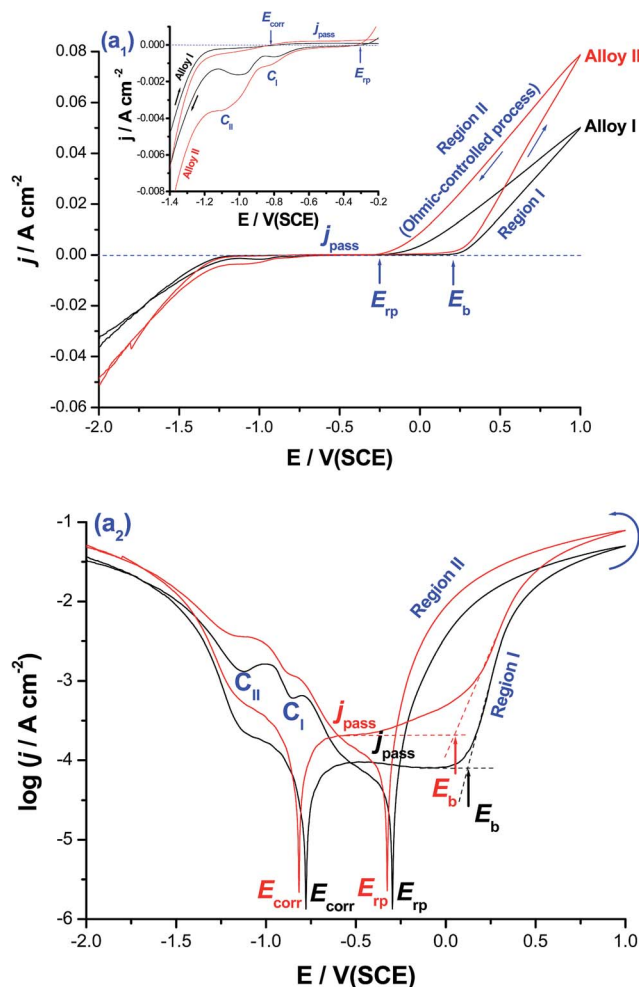 (a1)
Ecorr
jpass
0.000
-0.002
-0.004
-0.006
-0.008
j / A cm-2
Alloy I
CI
Erp
CII
Alloy II
-1.4 -1.2 -1.0 -0.8 -0.6 -0.4 -0.2
E / V(SCE)
0.08
0.06
0.04
0.02
0.00
-0.02
-0.04
-0.06
j / A cm-2
Alloy II
Alloy I
Region II
(Ohmic-controlled process)
Region I
jpass
Erp
Eb
-2.0 -1.5 -1.0 -0.5 0.0 0.5 1.0
E / V(SCE)
(a2)
-1
-2
-3
-4
-5
-6
log (j / A cm-2)
Region II
Region I
CII
CI
jpass
jpass
Eb
Eb
Ecorr
Ecorr
Erp
Erp
-2.0 -1.5 -1.0 -0.5 0.0 0.5 1.0
E / V(SCE)